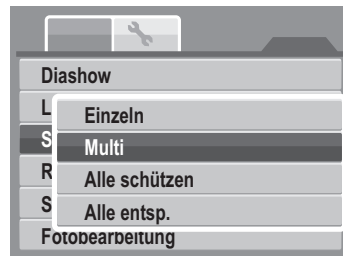 Diashow
L
Einzeln
S
Multi
R
Alle schützen
S
Alle entsp.
Fotobearbeitung